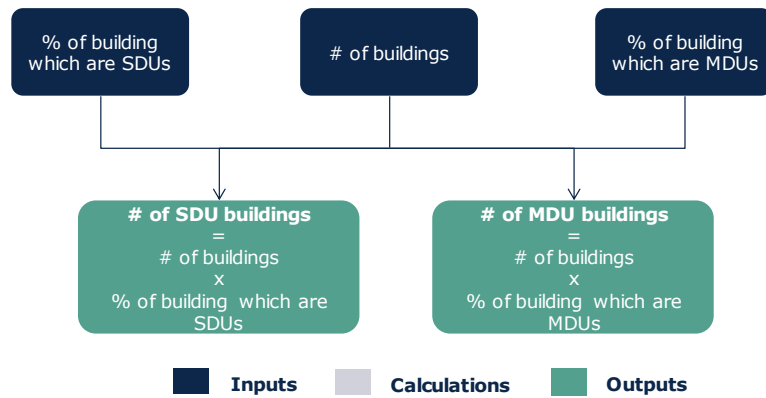 % of building
which are SDUs
# of buildings
% of building
which are MDUs
# of SDU buildings
=
# of buildings
x
% of building which are
SDUs
# of MDU buildings
=
# of buildings
x
% of building which are
MDUs
Inputs
Calculations
Outputs